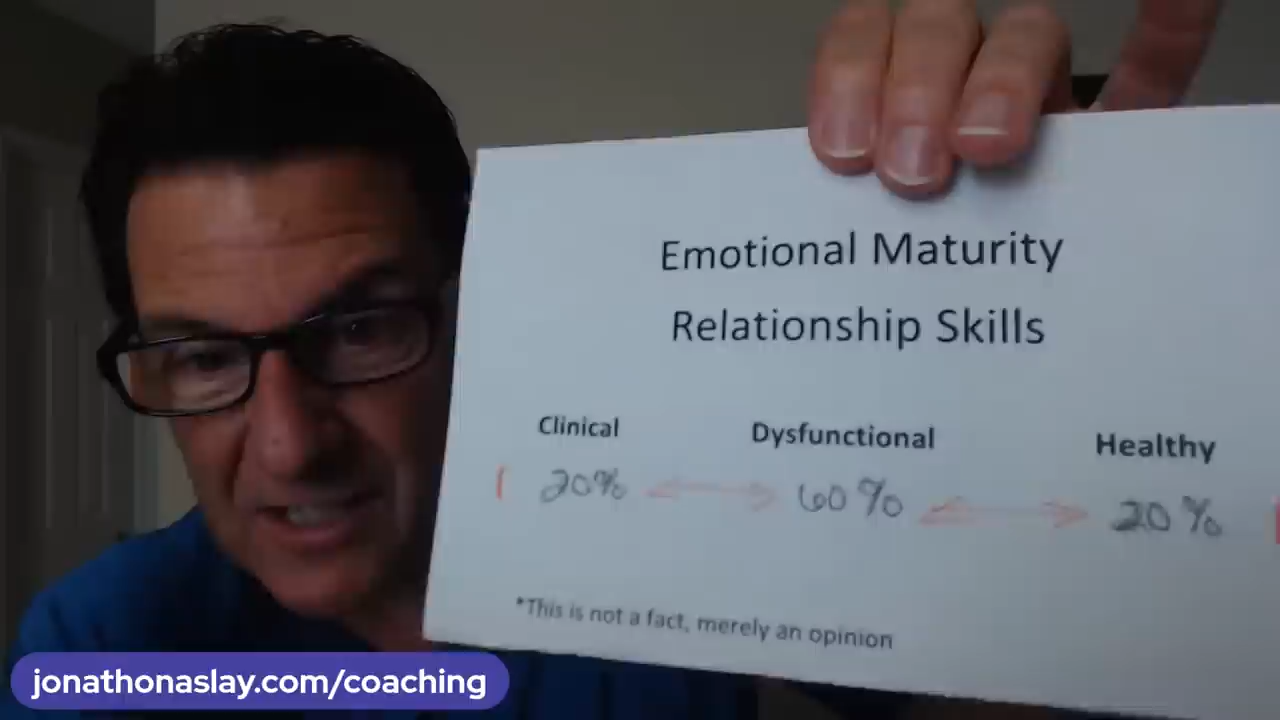 Emotional Maturity
Relationship Skills
Clinical Dysfunctional Healthy
20% 60% 20%
*This is not a fact, merely an opinion
jonathonaslay.com/coaching